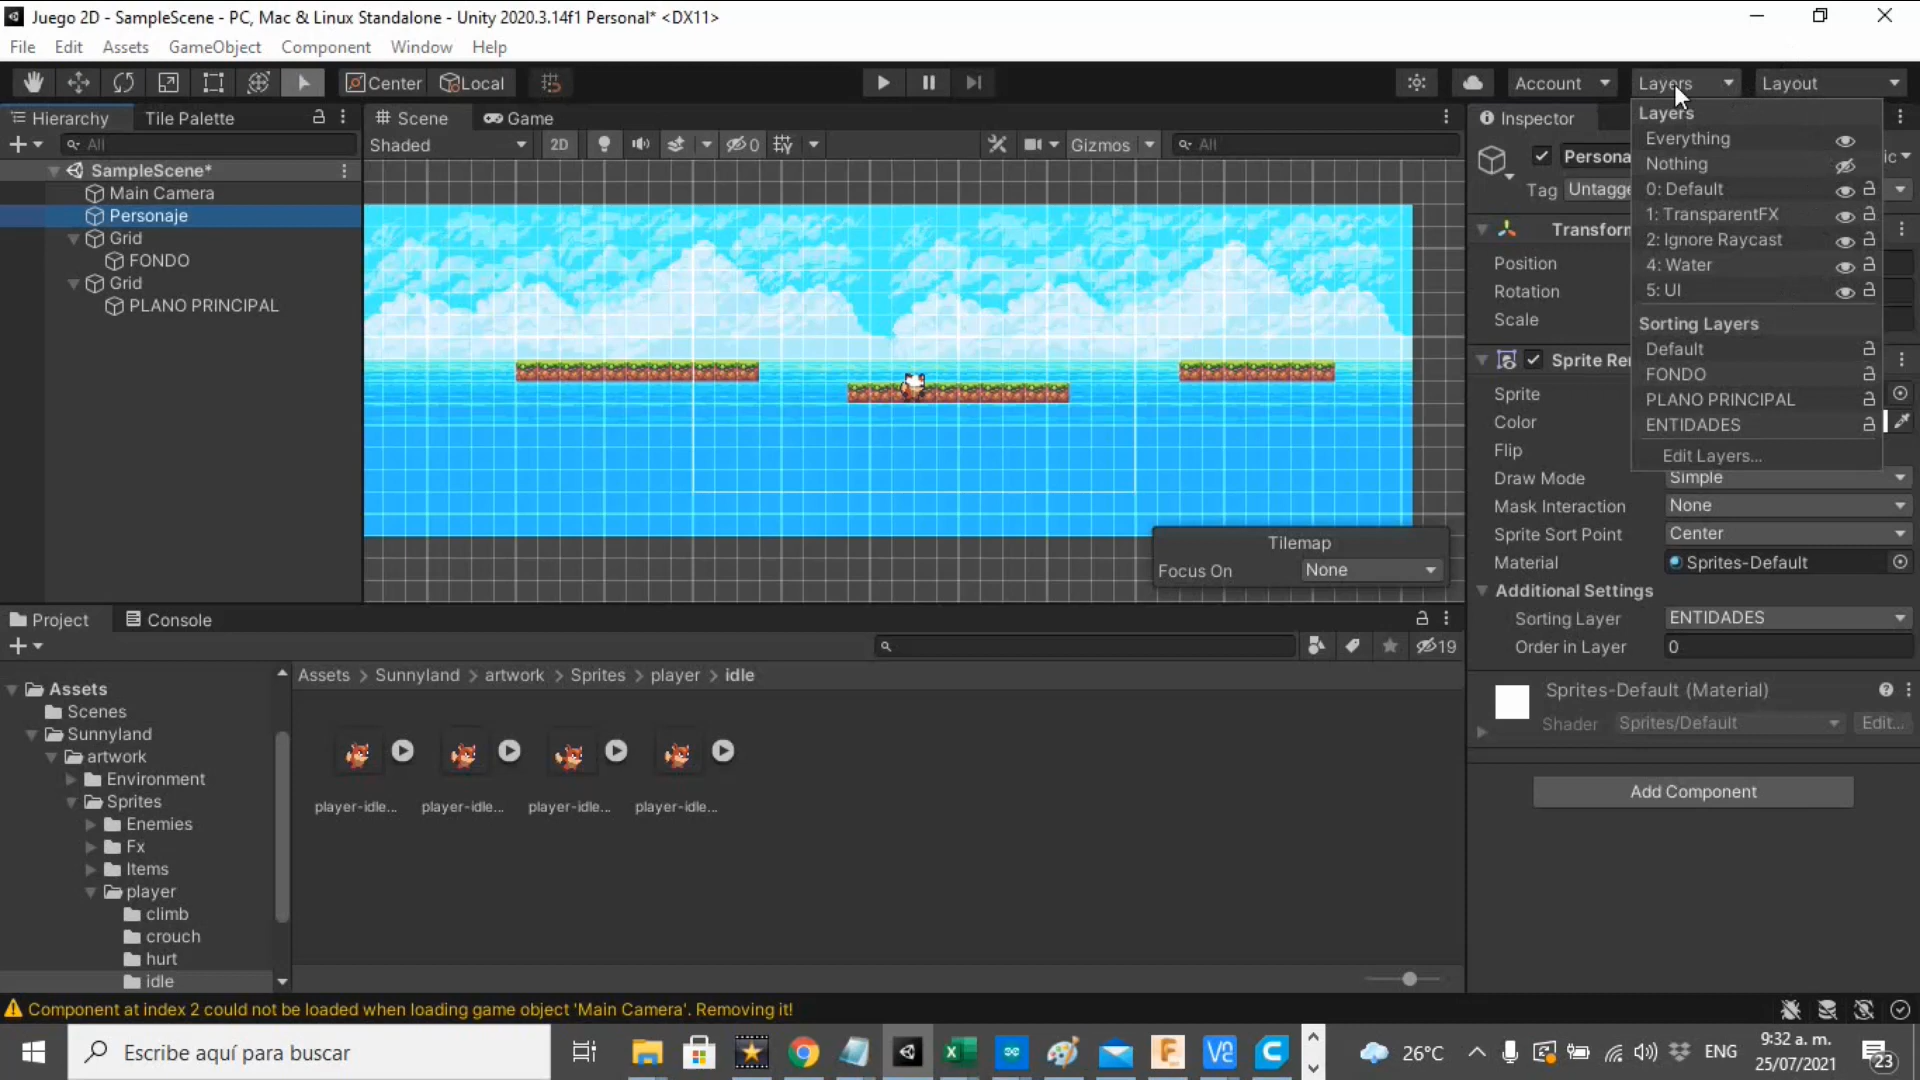 Juego 2D - SampleScene - PC, Mac & Linux Standalone - Unity 2020.3.14f1 Personal* <DX11>
File Edit Assets GameObject Component Window Help
Center Local Account Layers Layout
Hierarchy Tile Palette
All
SampleScene*
Main Camera
Personaje
Grid
FONDO
Grid
PLANO PRINCIPAL
Scene Game
Shaded 2D 0 Gizmos All
Tilemap
Focus On None
Layers
Everything
Nothing
0: Default
1: TransparentFX
2: Ignore Raycast
4: Water
5: UI
Sorting Layers
Default
FONDO
PLANO PRINCIPAL
ENTIDADES
Edit Layers...
Inspector
Persona ic
Tag Untagge
Transforn
Position
Rotation
Scale
Sprite Re
Sprite
Color
Flip
Draw Mode Simple
Mask Interaction None
Sprite Sort Point Center
Material Sprites-Default
Additional Settings
Sorting Layer ENTIDADES
Order in Layer 0
Sprites-Default (Material)
Shader Sprites/Default Edit...
Add Component
Project Console
19
Assets
Scenes
Sunnyland
artwork
Environment
Sprites
Enemies
Fx
Items
player
climb
crouch
hurt
idle
Assets > Sunnyland > artwork > Sprites > player > idle
player-idle... player-idle... player-idle... player-idle...
Component at index 2 could not be loaded when loading game object 'Main Camera'. Removing it!
Escribe aquí para buscar
26°C ENG
9:32 a. m.
25/07/2021
23